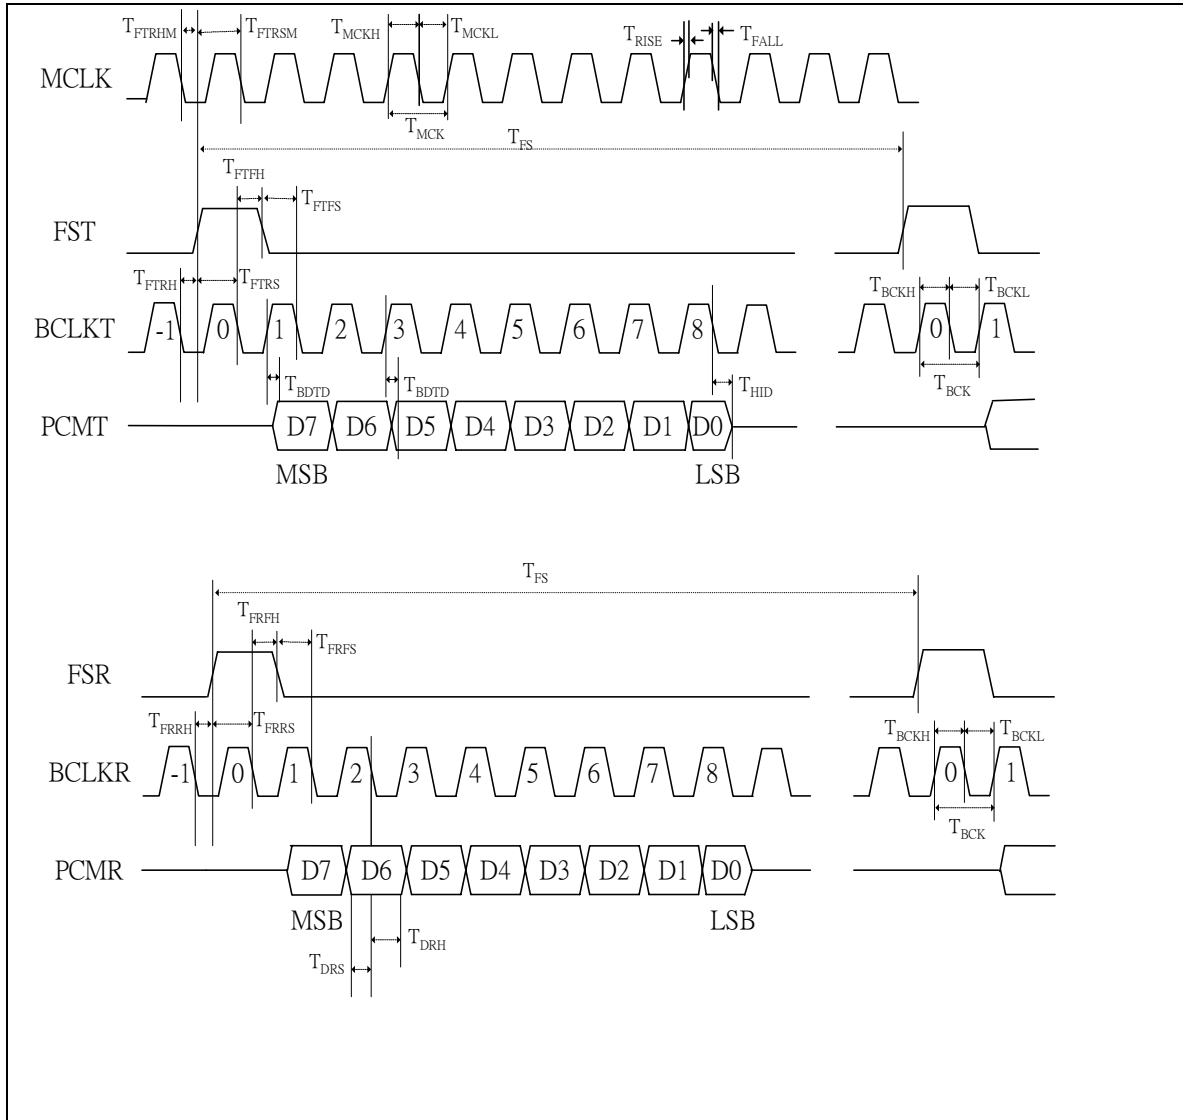 TFTRHM TFTRSM TMCKH TMCKL TRISE TFALL
MCLK
TMCK
TFS
TFTFH TFTFS
FST
TFTRH TFTRS TBCKH TBCKL
BCLKT -1 0 1 2 3 4 5 6 7 8 0 1
TBDTD TBDTD THID TBCK
PCMT D7 D6 D5 D4 D3 D2 D1 D0
MSB LSB
TFS
TFRFH TFRFS
FSR
TFRRH TFRRS TBCKH TBCKL
BCLKR -1 0 1 2 3 4 5 6 7 8 0 1
TBCK
PCMR D7 D6 D5 D4 D3 D2 D1 D0
MSB LSB
TDRH
TDRS